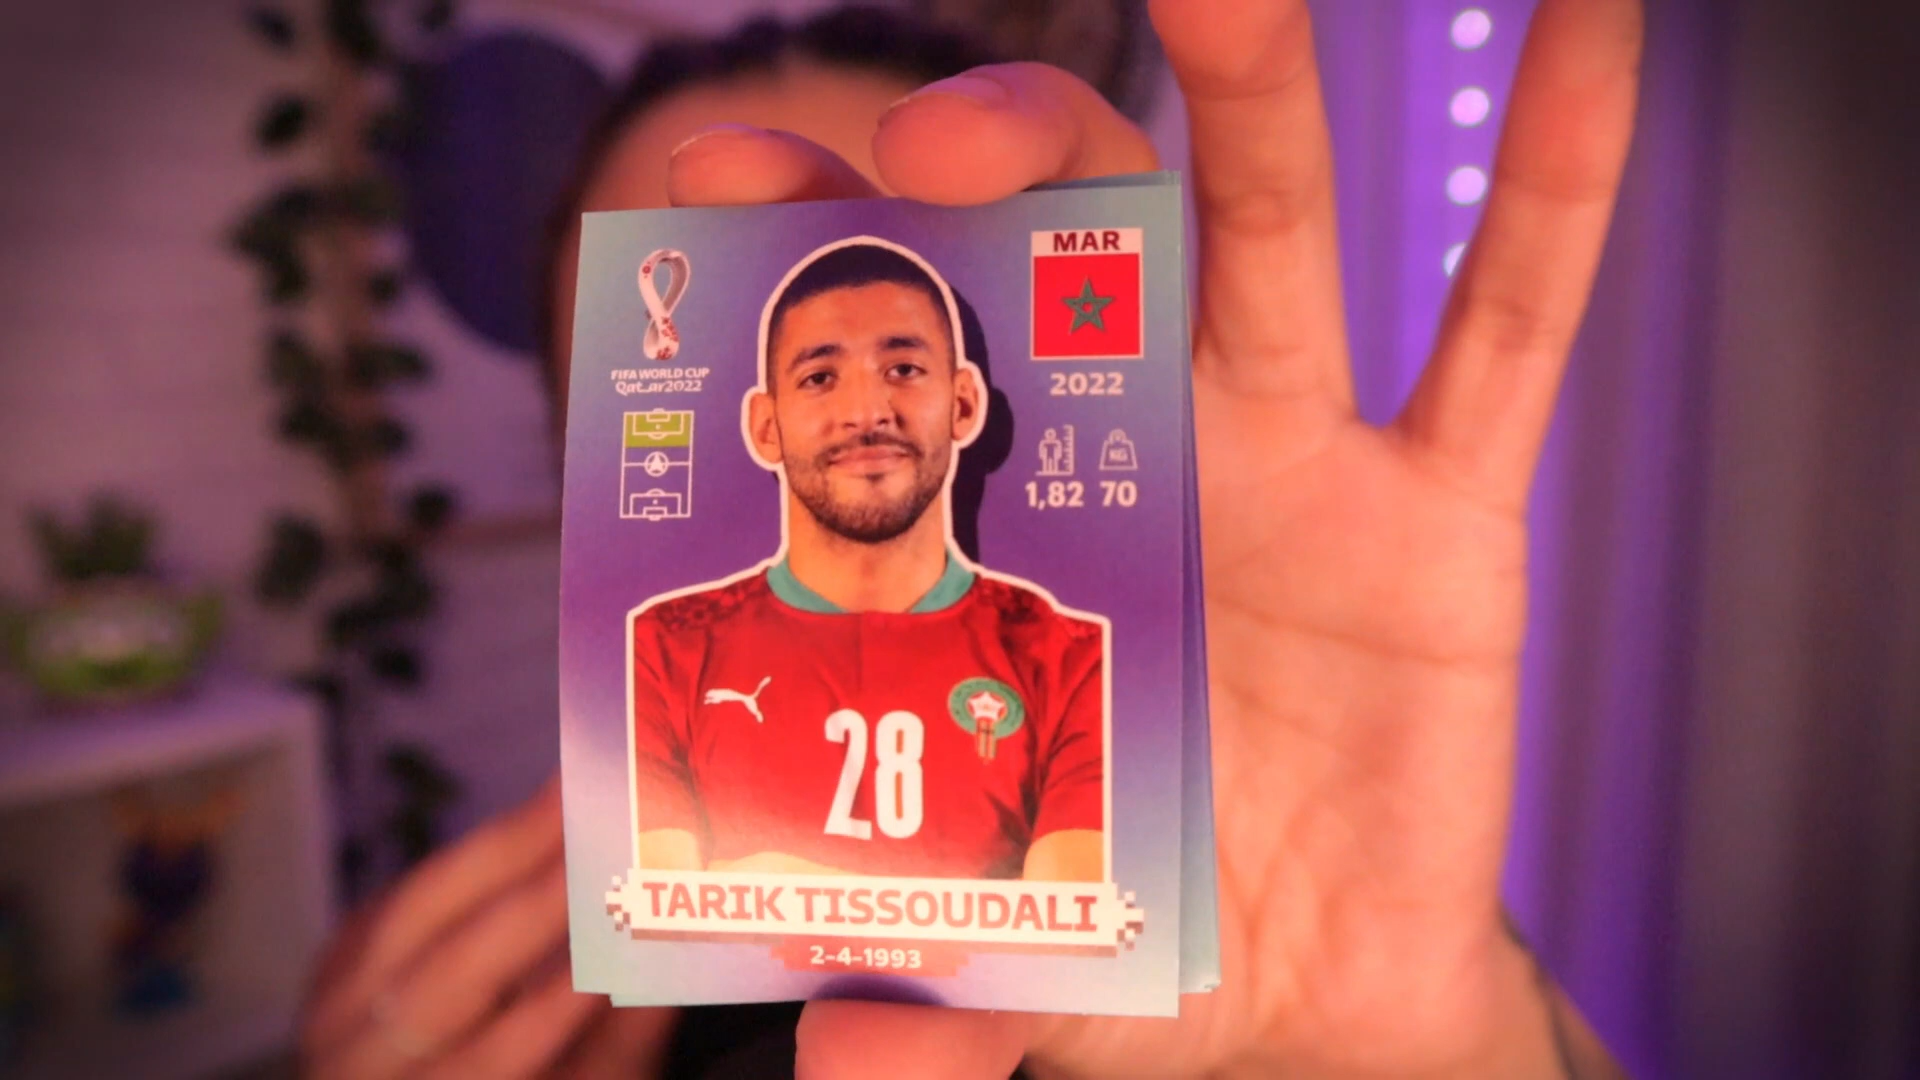 MAR
FIFA WORLD CUP
Qatar2022
2022
KG
1,82 70
28
TARIK TISSOUDALI
2-4-1993